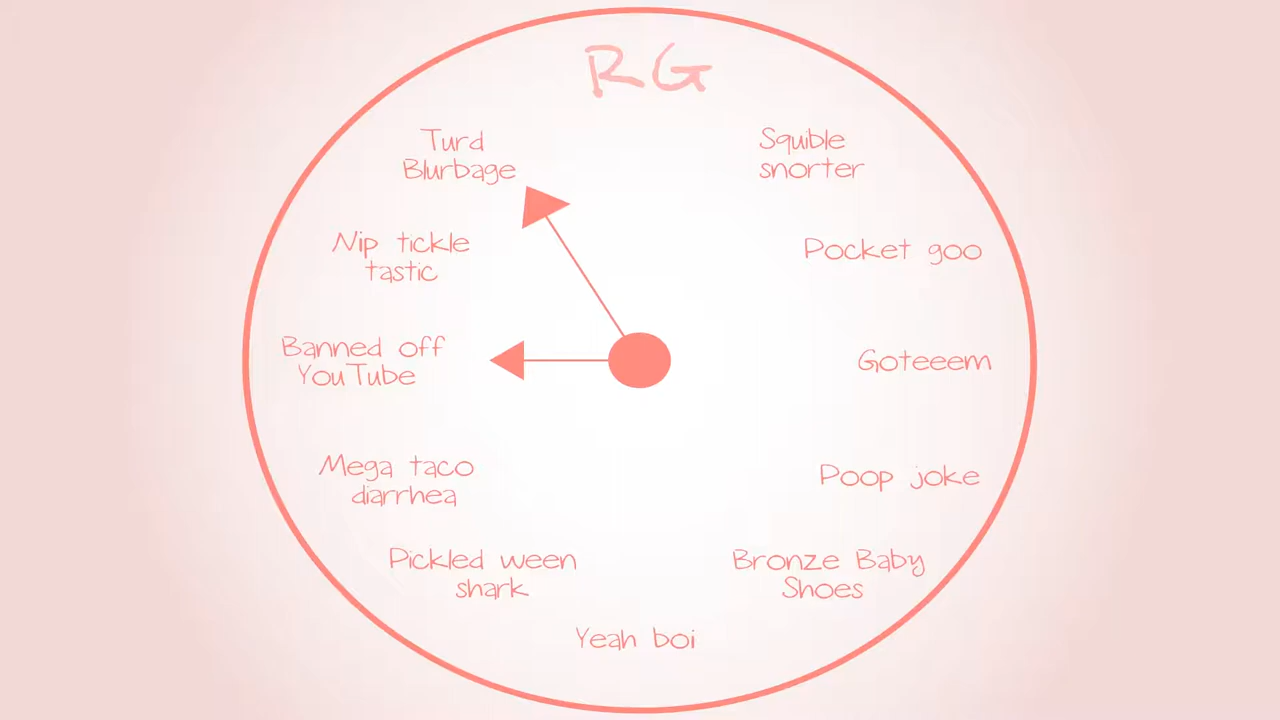 RG
Squible
snorter
Pocket goo
Goteeem
Poop joke
Bronze Baby
Shoes
Yeah boi
Pickled ween
shark
Mega taco
diarrhea
Banned off
YouTube
Nip tickle
tastic
Turd
Blurbage